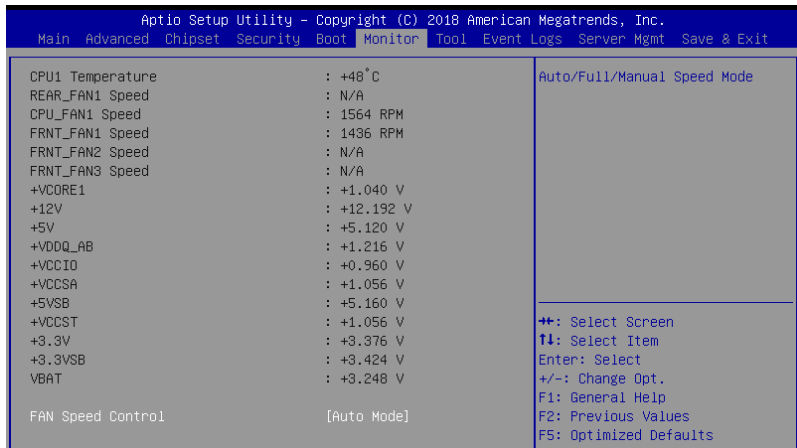 Aptio Setup Utility – Copyright (C) 2018 American Megatrends, Inc.
Main Advanced Chipset Security Boot Monitor Tool Event Logs Server Mgmt Save & Exit
CPU1 Temperature : +48°C
REAR_FAN1 Speed : N/A
CPU_FAN1 Speed : 1564 RPM
FRNT_FAN1 Speed : 1436 RPM
FRNT_FAN2 Speed : N/A
FRNT_FAN3 Speed : N/A
+VCORE1 : +1.040 V
+12V : +12.192 V
+5V : +5.120 V
+VDDQ_AB : +1.216 V
+VCCIO : +0.960 V
+VCCSA : +1.056 V
+5VSB : +5.160 V
+VCCST : +1.056 V
+3.3V : +3.376 V
+3.3VSB : +3.424 V
VBAT : +3.248 V
FAN Speed Control [Auto Mode]
Auto/Full/Manual Speed Mode
→←: Select Screen
↑↓: Select Item
Enter: Select
+/-: Change Opt.
F1: General Help
F2: Previous Values
F5: Optimized Defaults